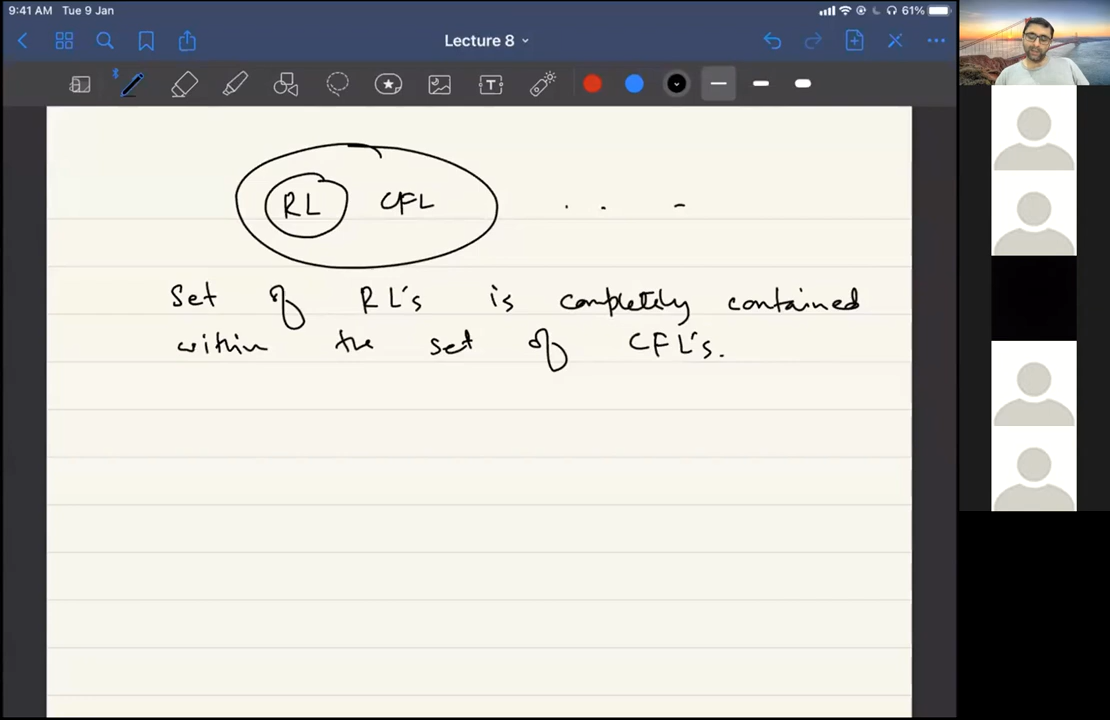 9:41 AM Tue 9 Jan
61%
Lecture 8
T
RL CFL
Set of RL's is completely contained
within the set of CFL's.